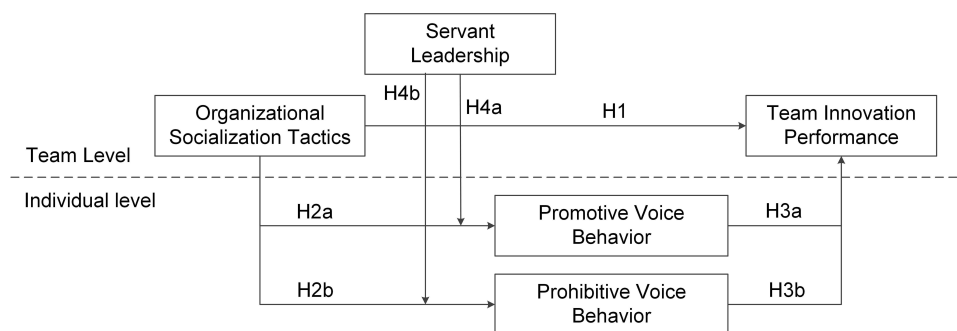 Servant
Leadership
H4b
H4a
Organizational
Socialization Tactics
H1
Team Innovation
Performance
Team Level
Individual level
H2a
Promotive Voice
Behavior
H3a
H2b
Prohibitive Voice
Behavior
H3b